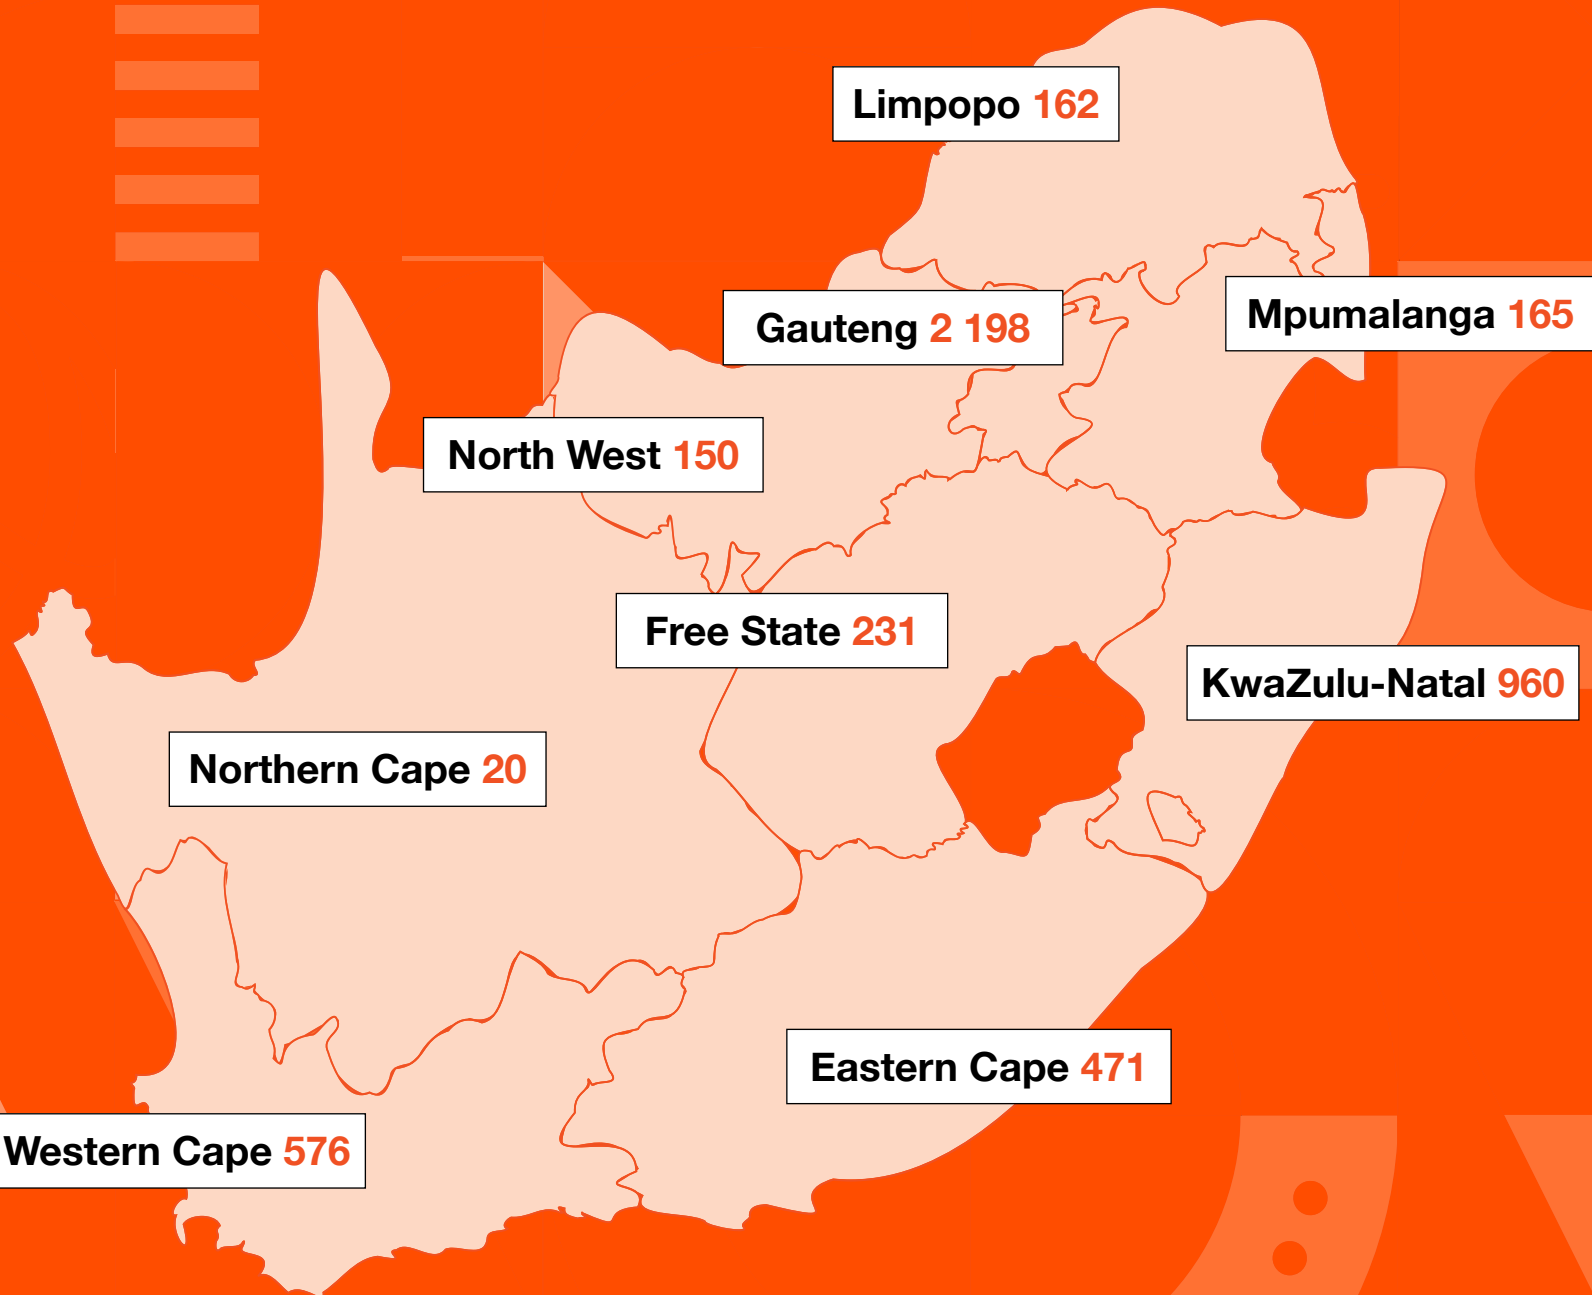 Limpopo 162
Gauteng 2 198
Mpumalanga 165
North West 150
Free State 231
KwaZulu-Natal 960
Northern Cape 20
Eastern Cape 471
Western Cape 576